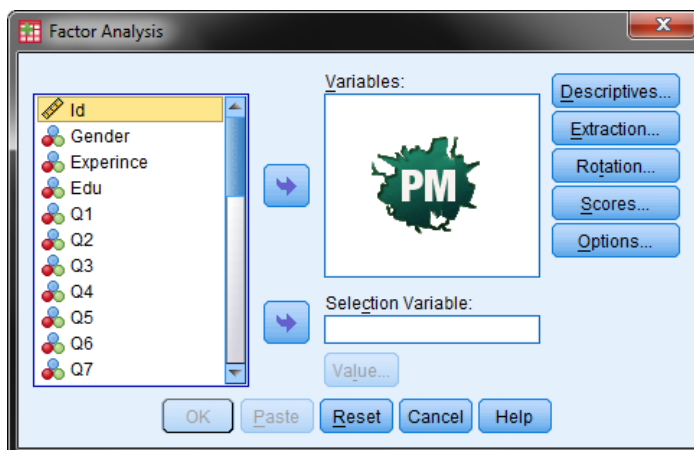 Factor Analysis
X
Variables:
Id
Gender
Experince
Edu
Q1
Q2
Q3
Q4
Q5
Q6
Q7
PM
Selection Variable:
Value...
Descriptives...
Extraction...
Rotation...
Scores...
Options...
OK Paste Reset Cancel Help